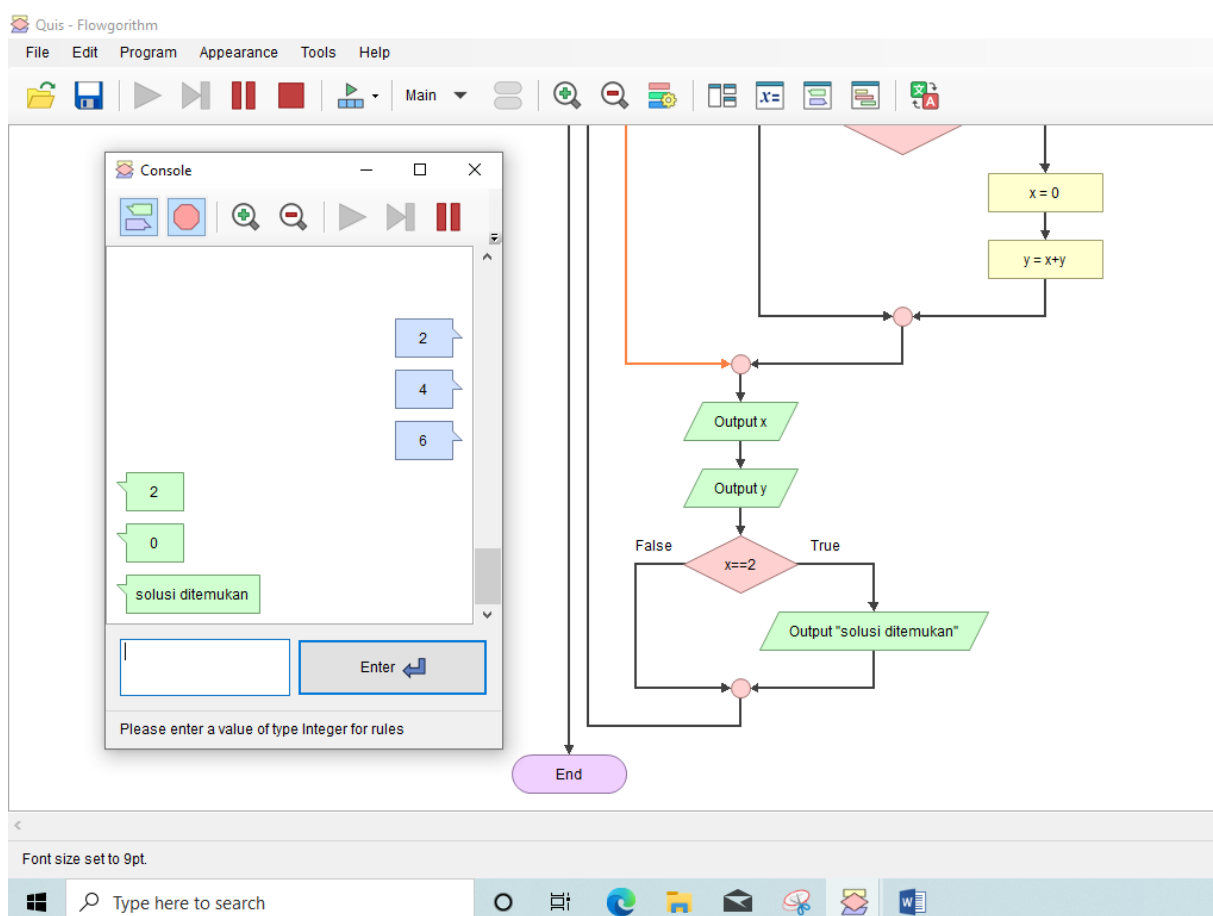 Quis - Flowgorithm
File Edit Program Appearance Tools Help
Main
x=
Console
2
4
6
2
0
solusi ditemukan
Enter
Please enter a value of type Integer for rules
x = 0
y = x+y
Output x
Output y
False
True
x==2
Output "solusi ditemukan"
End
Font size set to 9pt.
Type here to search